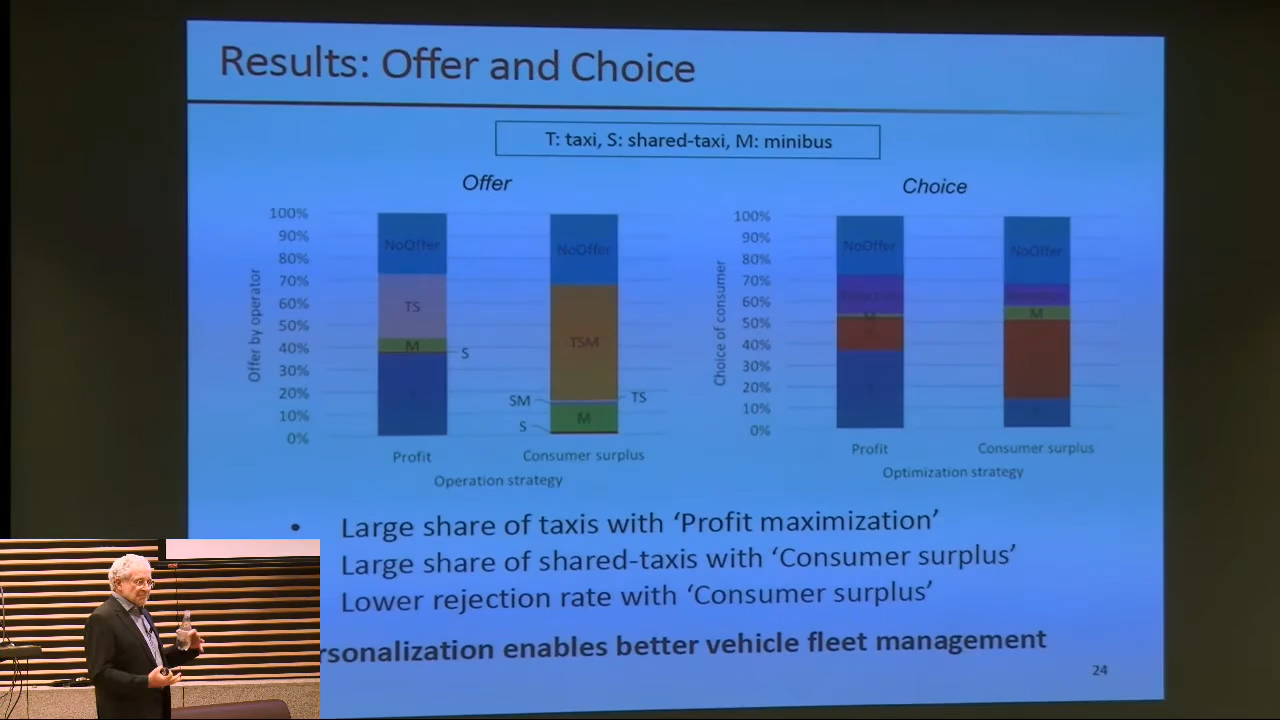 Results: Offer and Choice
T: taxi, S: shared-taxi, M: minibus
Offer
100%
90%
80%
70%
60%
50%
40%
30%
20%
10%
0%
Offer by operator
NoOffer
TS
M
S
NoOffer
TSM
SM
TS
M
S
Profit
Consumer surplus
Operation strategy
Choice
100%
90%
80%
70%
60%
50%
40%
30%
20%
10%
0%
Choice of consumer
NoOffer
M
NoOffer
M
Profit
Consumer surplus
Optimization strategy
• Large share of taxis with ‘Profit maximization’
Large share of shared-taxis with ‘Consumer surplus’
Lower rejection rate with ‘Consumer surplus’
rsonalization enables better vehicle fleet management
24